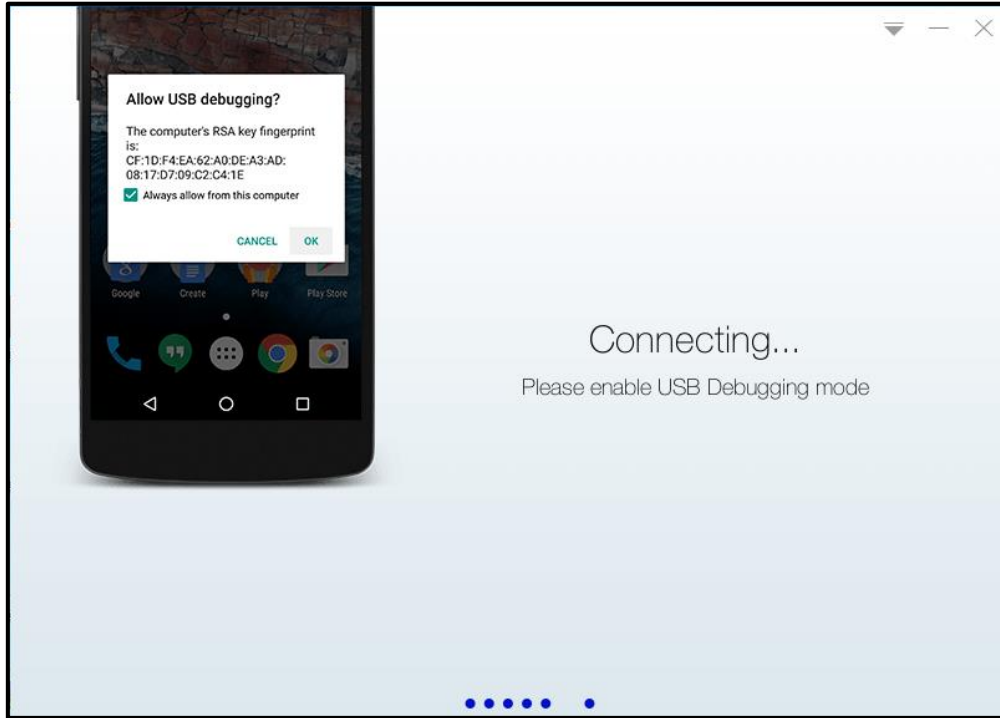 Allow USB debugging?
The computer's RSA key fingerprint
is:
CF:1D:F4:EA:62:A0:DE:A3:AD:
08:17:D7:09:C2:C4:1E
Always allow from this computer
CANCEL OK
Google Create Play Play Store
Connecting...
Please enable USB Debugging mode